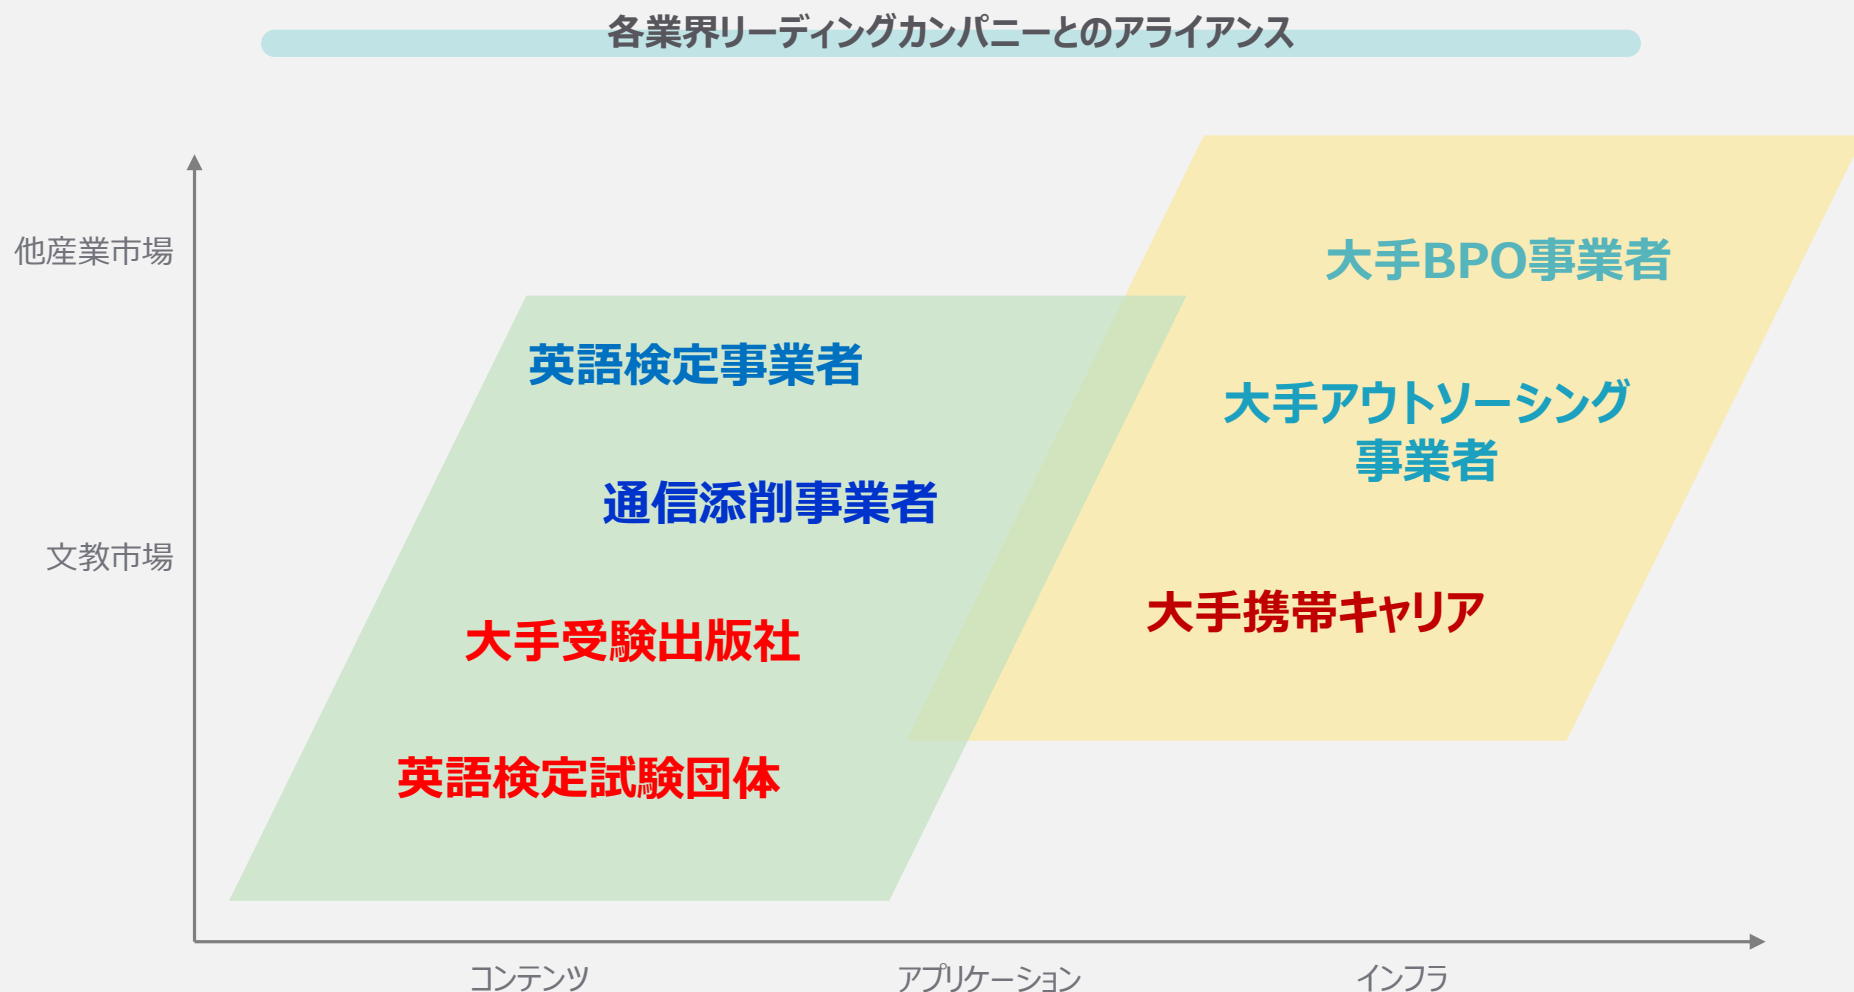 各業界リーディングカンパニーとのアライアンス
他産業市場
大手BPO事業者
英語検定事業者
大手アウトソーシング
事業者
通信添削事業者
文教市場
大手携帯キャリア
大手受験出版社
英語検定試験団体
コンテンツ
アプリケーション
インフラ